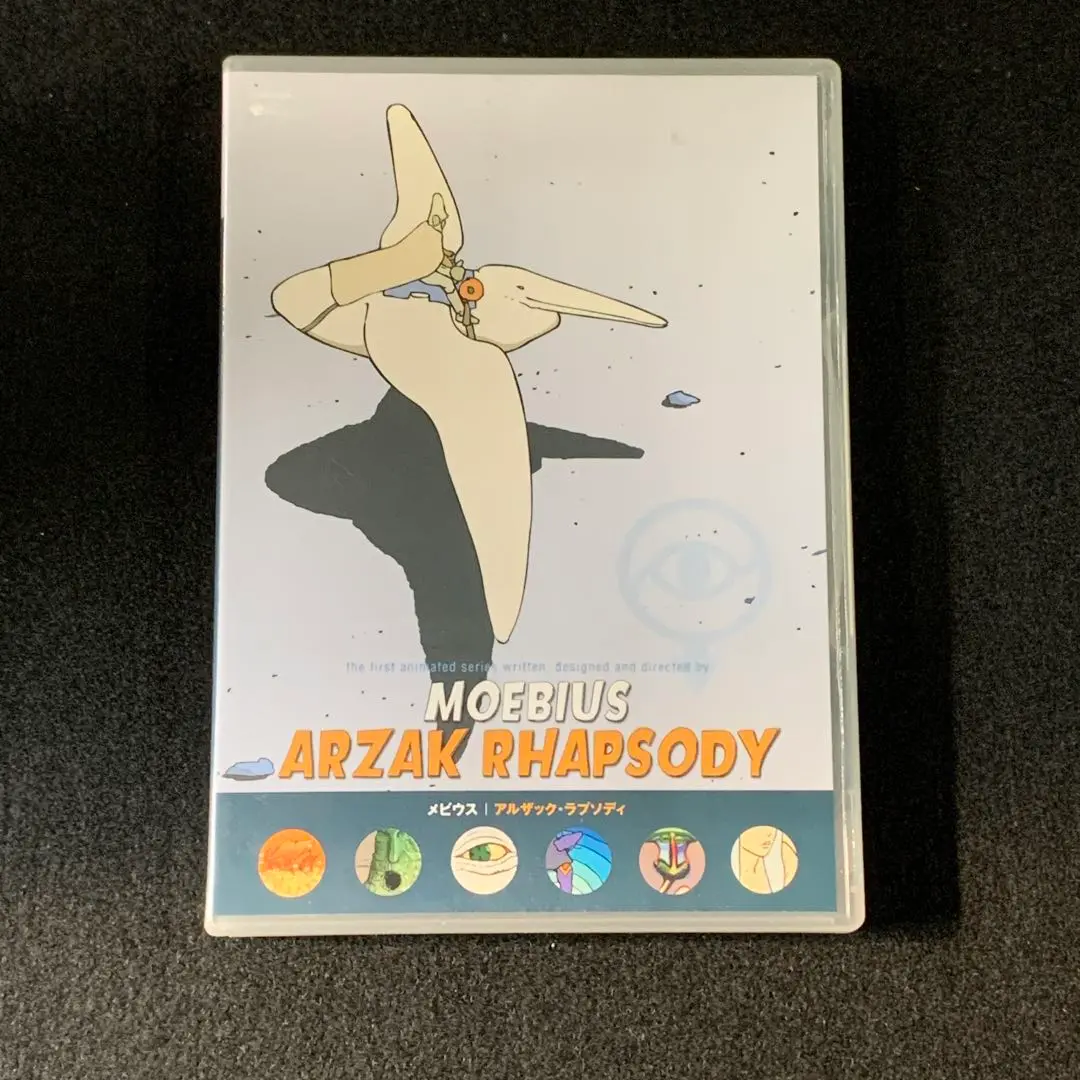 the first animated series written, designed and directed by
MOEBIUS
ARZAK RHAPSODY
メビウス | アルザック・ラプソディ